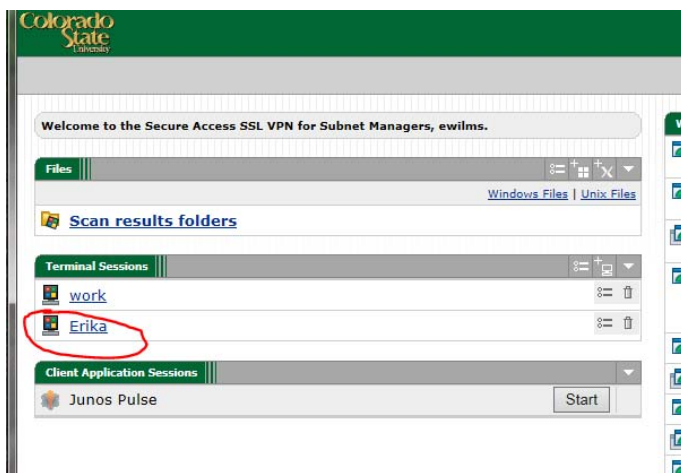 Colorado
State
University
Welcome to the Secure Access SSL VPN for Subnet Managers, ewilms.
Files
Windows Files | Unix Files
Scan results folders
Terminal Sessions
work
Erika
Client Application Sessions
Junos Pulse
Start